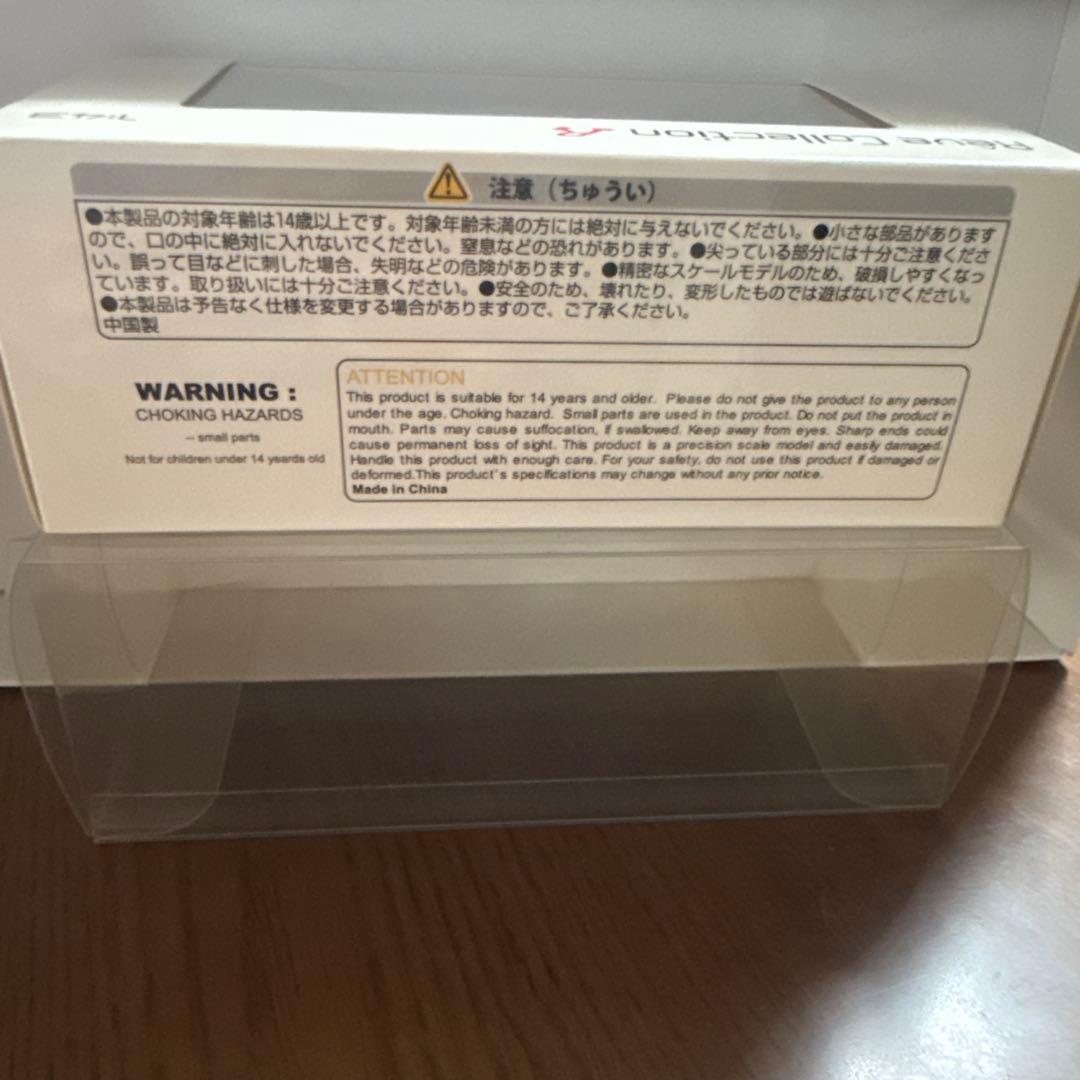 Rêve Collection
注意（ちゅうい）
●本製品の対象年齢は14歳以上です。対象年齢未満の方には絶対に与えないでください。●小さな部品があります
ので、口の中に絶対に入れないでください。窒息などの恐れがあります。●尖っている部分には十分ご注意くださ
い。誤って目などに刺した場合、失明などの危険があります。●精密なスケールモデルのため、破損しやすくなっ
ています。取り扱いには十分ご注意ください。●安全のため、壊れたり、変形したものでは遊ばないでください。
●本製品は予告なく仕様を変更する場合がありますので、ご了承ください。
中国製
WARNING :
CHOKING HAZARDS
-- small parts
Not for children under 14 yeards old
ATTENTION
This product is suitable for 14 years and older. Please do not give the product to any person
under the age. Choking hazard. Small parts are used in the product. Do not put the product in
mouth. Parts may cause suffocation, if swallowed. Keep away from eyes. Sharp ends could
cause permanent loss of sight. This product is a precision scale model and easily damaged.
Handle this product with enough care. For your safety, do not use this product if damaged or
deformed.This product's specifications may change without any prior notice.
Made in China